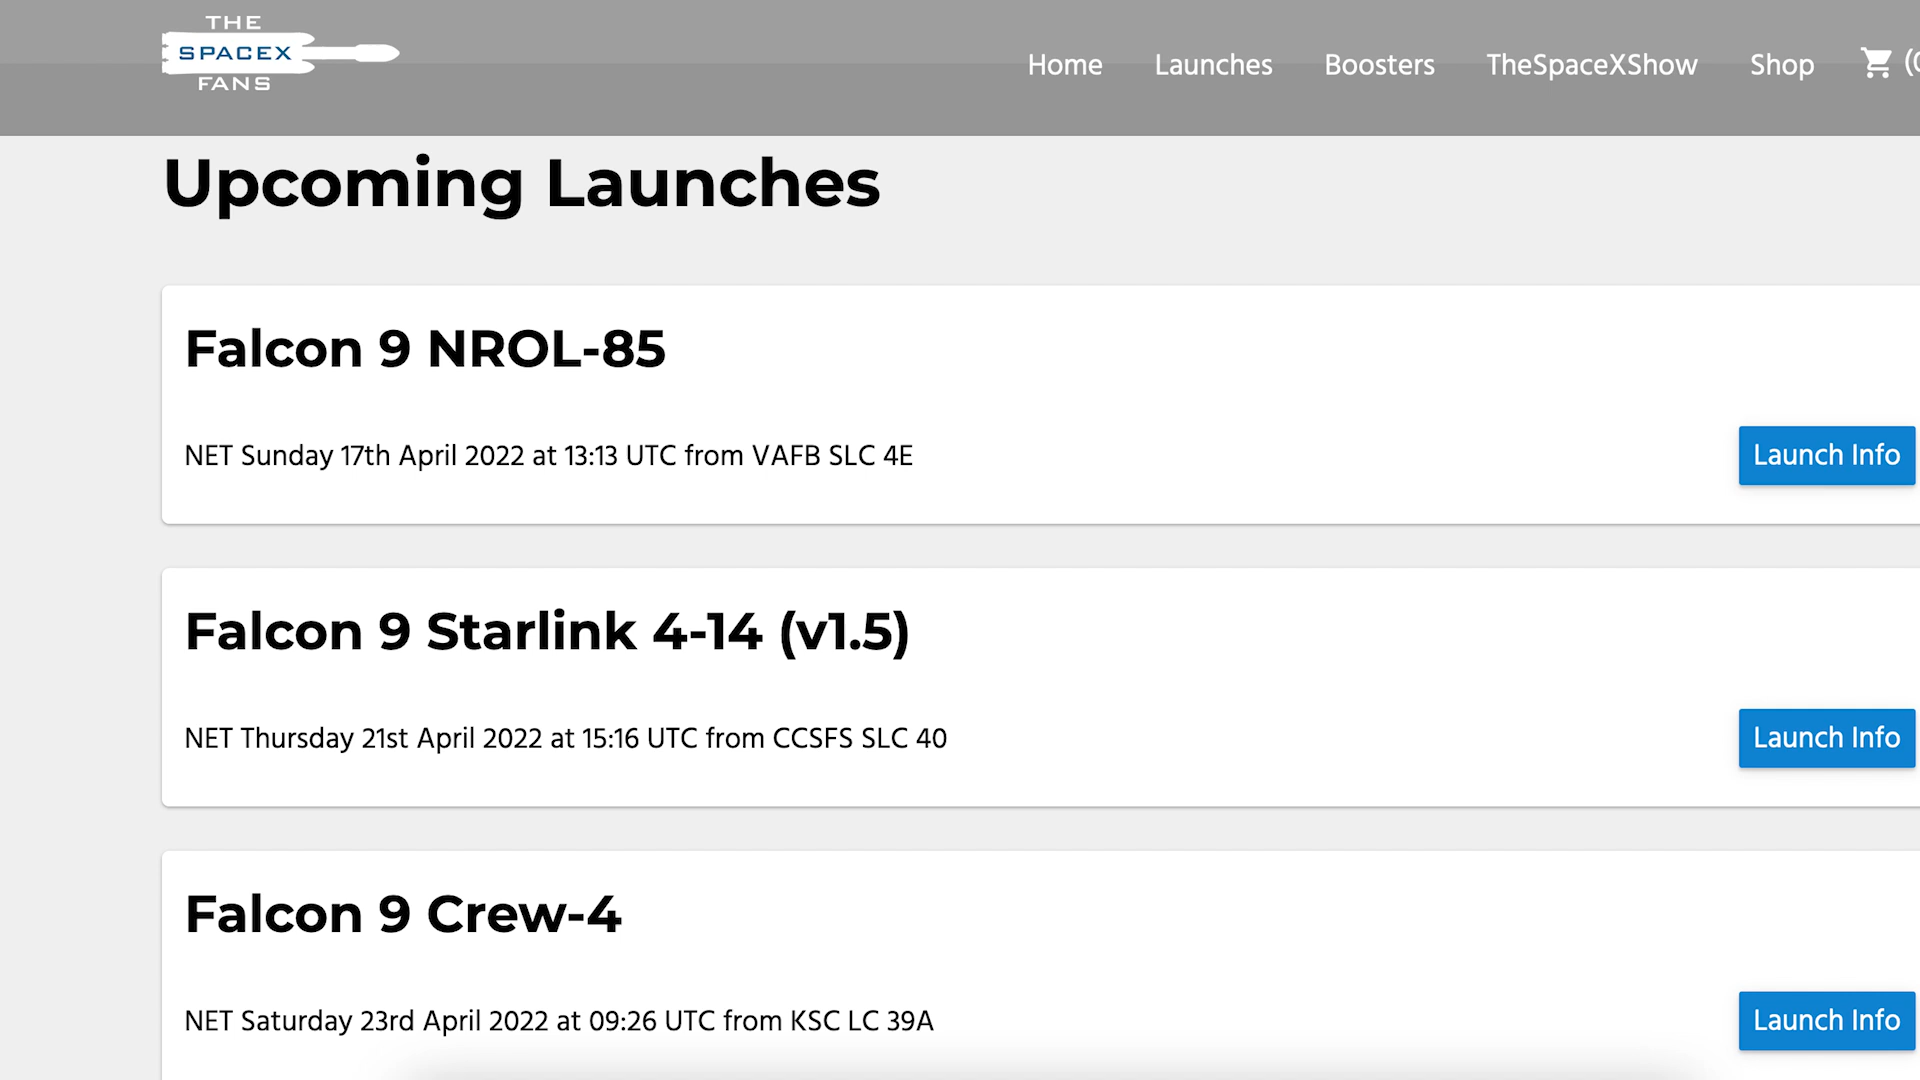 THE
SPACEX
FANS
Home Launches Boosters TheSpaceXShow Shop
Upcoming Launches
Falcon 9 NROL-85
NET Sunday 17th April 2022 at 13:13 UTC from VAFB SLC 4E
Launch Info
Falcon 9 Starlink 4-14 (v1.5)
NET Thursday 21st April 2022 at 15:16 UTC from CCSFS SLC 40
Launch Info
Falcon 9 Crew-4
NET Saturday 23rd April 2022 at 09:26 UTC from KSC LC 39A
Launch Info